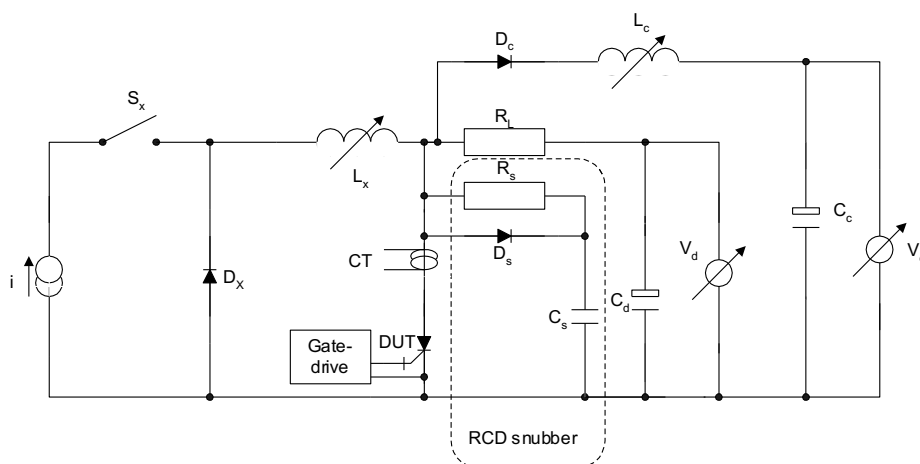 L_c
D_c
S_x
R_L
L_x
R_s
C_c
CT
D_s
V_d
V
i
D_X
C_d
C_s
DUT
Gate-
drive
RCD snubber